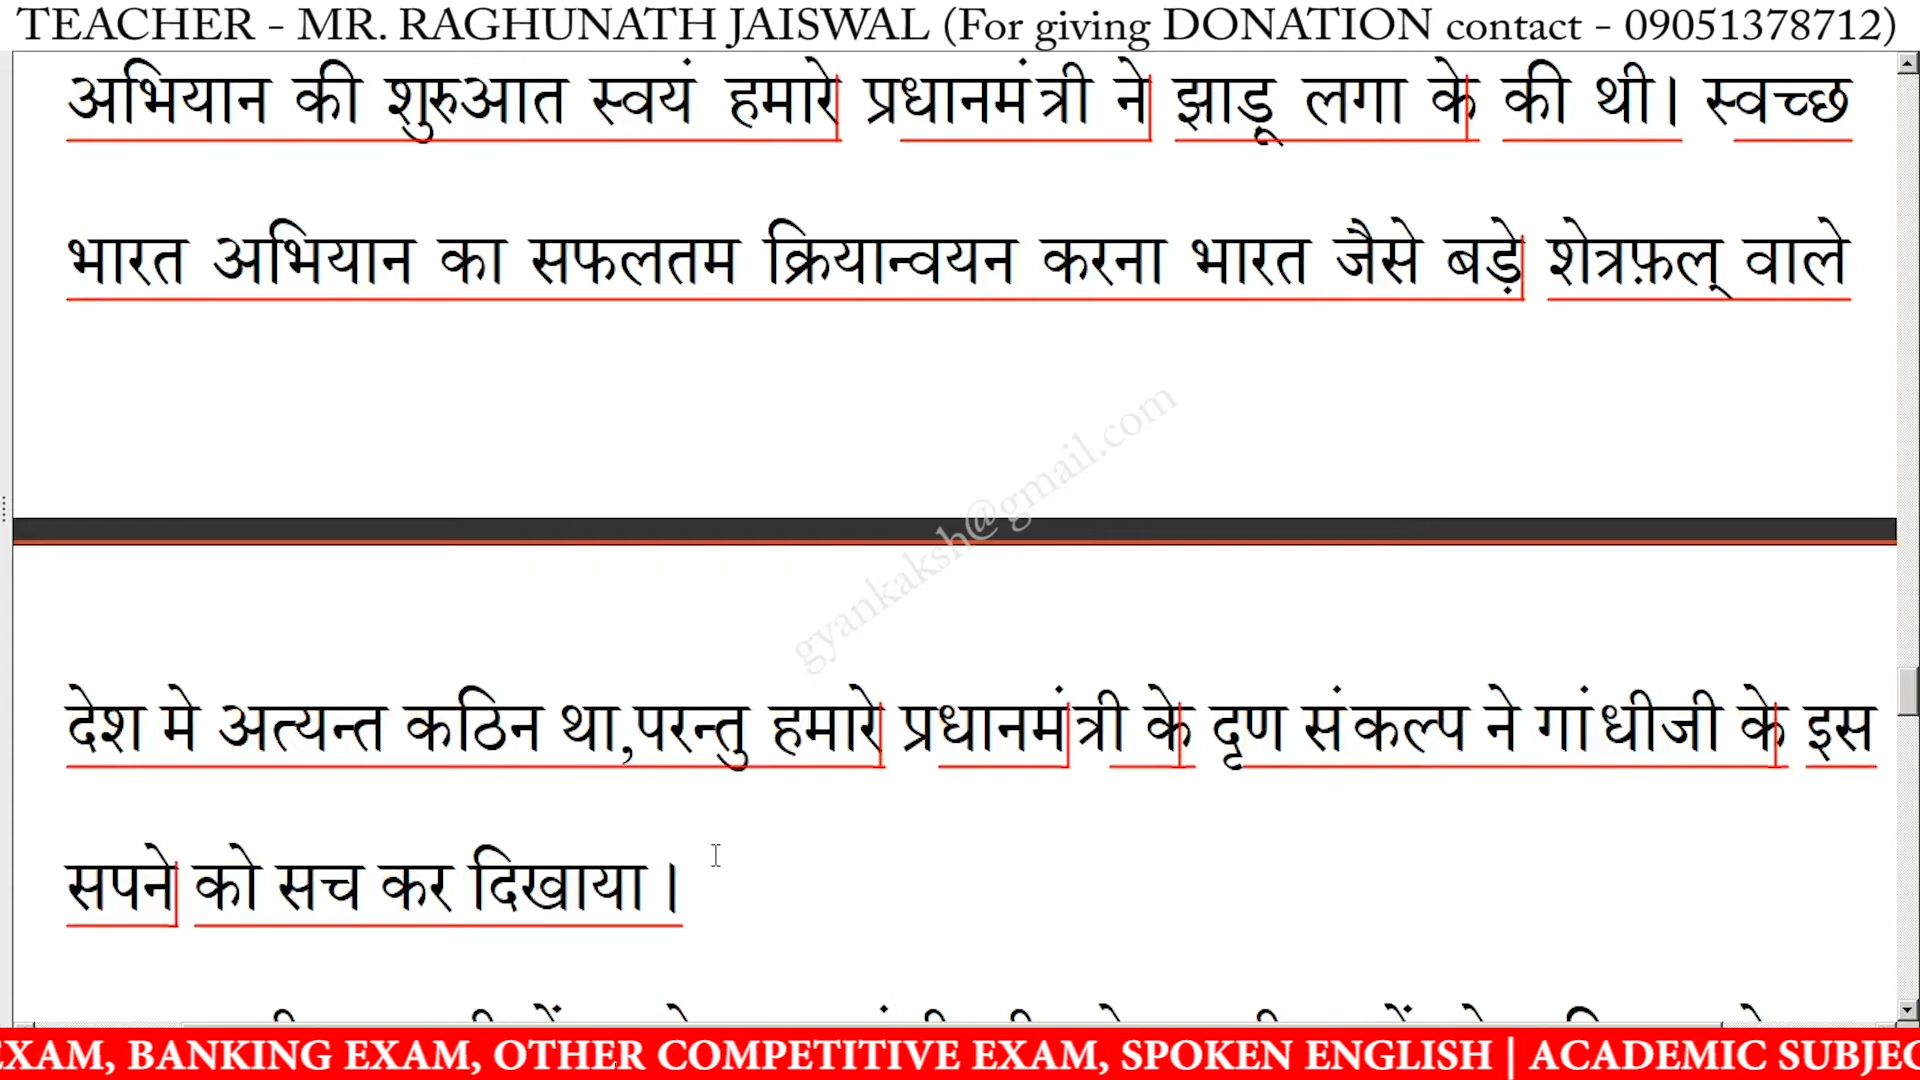 TEACHER - MR. RAGHUNATH JAISWAL (For giving DONATION contact - 09051378712)
अभियान की शुरुआत स्वयं हमारे प्रधानमंत्री ने झाडू लगा के की थी। स्वच्छ
भारत अभियान का सफलतम क्रियान्वयन करना भारत जैसे बड़े शेत्रफ़ल् वाले
gyankaksh@gmail.com
देश मे अत्यन्त कठिन था,परन्तु हमारे प्रधानमंत्री के दृण संकल्प ने गांधीजी के इस
सपने को सच कर दिखाया।
EXAM, BANKING EXAM, OTHER COMPETITIVE EXAM, SPOKEN ENGLISH | ACADEMIC SUBJEC